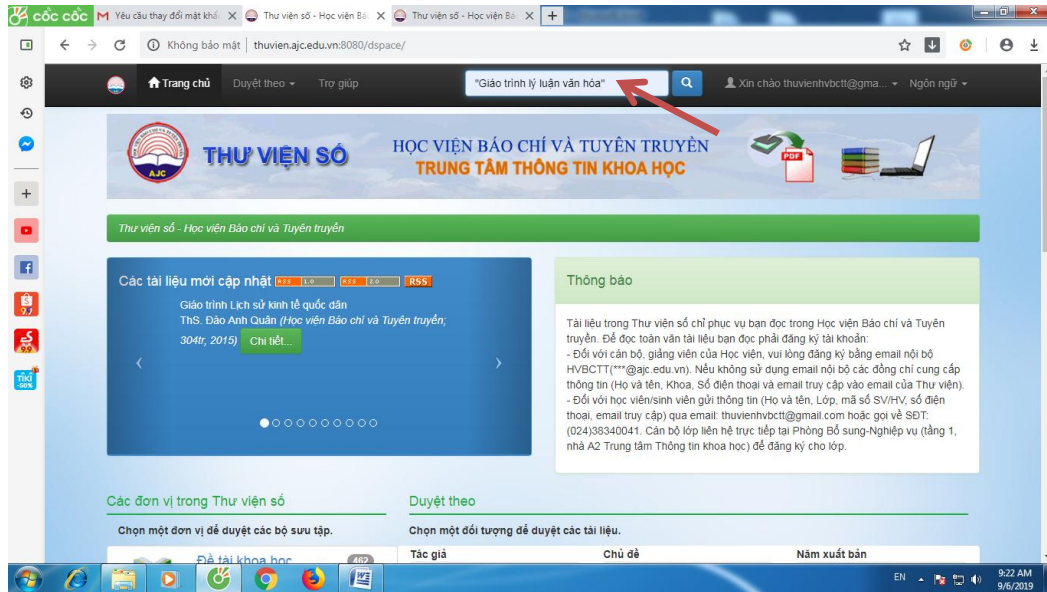 cốc cốc
Yêu cầu thay đổi mật khẩ
Thư viện số - Học viện Bá
Thư viện số - Học viện Bá
Không bảo mật | thuvien.ajc.edu.vn:8080/dspace/
Trang chủ Duyệt theo Trợ giúp "Giáo trình lý luận văn hóa" Xin chào thuvienhvbctt@gma... Ngôn ngữ
AJC
THƯ VIỆN SỐ
HỌC VIỆN BÁO CHÍ VÀ TUYÊN TRUYỀN
TRUNG TÂM THÔNG TIN KHOA HỌC
PDF
Thư viện số - Học viện Báo chí và Tuyên truyền
Các tài liệu mới cập nhật RSS 1.0 RSS 2.0 RSS
Giáo trình Lịch sử kinh tế quốc dân
ThS. Đào Anh Quân (Học viện Báo chí và Tuyên truyền;
304tr, 2015) Chi tiết...
Thông báo
Tài liệu trong Thư viện số chỉ phục vụ bạn đọc trong Học viện Báo chí và Tuyên
truyền. Để đọc toàn văn tài liệu bạn đọc phải đăng ký tài khoản:
- Đối với cán bộ, giảng viên của Học viện, vui lòng đăng ký bằng email nội bộ
HVBCTT(***@ajc.edu.vn). Nếu không sử dụng email nội bộ các đồng chí cung cấp
thông tin (Họ và tên, Khoa, Số điện thoại và email truy cập vào email của Thư viện).
- Đối với học viên/sinh viên gửi thông tin (Họ và tên, Lớp, mã số SV/HV, số điện
thoại, email truy cập) qua email: thuvienhvbctt@gmail.com hoặc gọi về SĐT:
(024)38340041. Cán bộ lớp liên hệ trực tiếp tại Phòng Bổ sung-Nghiệp vụ (tầng 1,
nhà A2 Trung tâm Thông tin khoa học) để đăng ký cho lớp.
Các đơn vị trong Thư viện số
Chọn một đơn vị để duyệt các bộ sưu tập.
Đề tài khoa học 462
Duyệt theo
Chọn một đối tượng để duyệt các tài liệu.
Tác giả Chủ đề Năm xuất bản
9.9
9.9
TIKI
-50%
EN
9:22 AM
9/6/2019